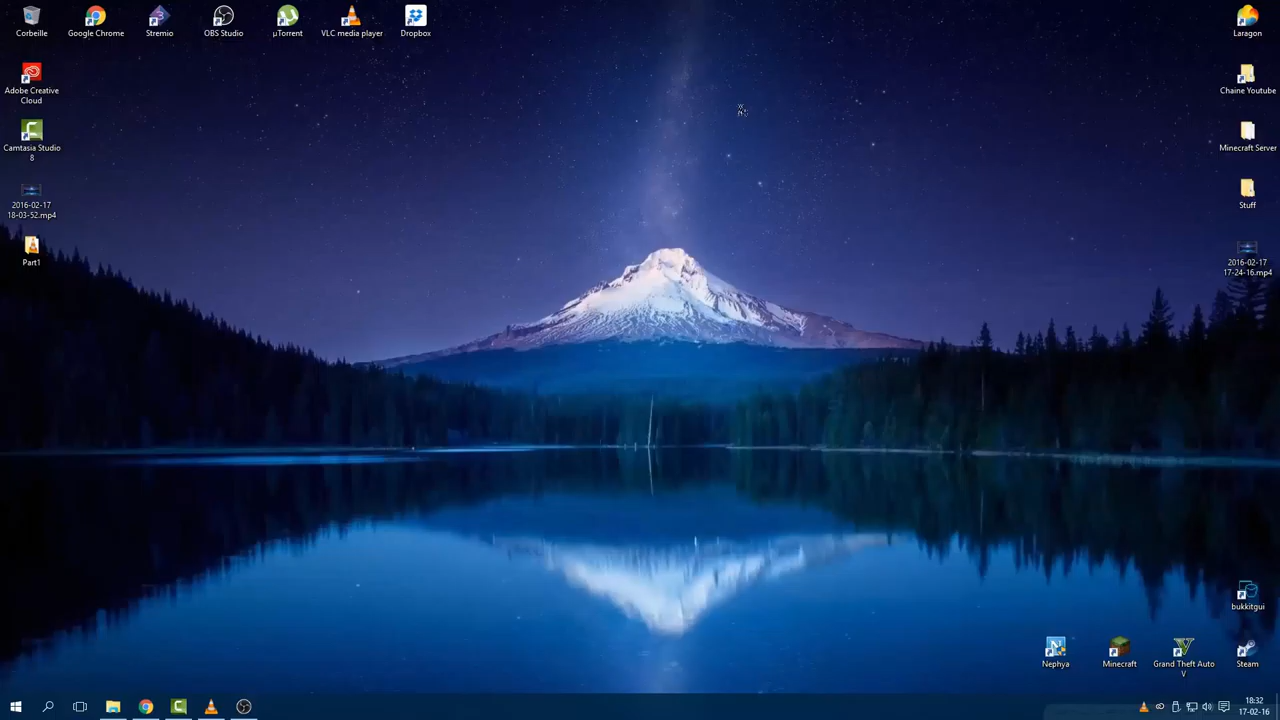 Corbeille
Google Chrome
Stremio
OBS Studio
µTorrent
VLC media player
Dropbox
Laragon
Adobe Creative
Cloud
Chaine Youtube
Camtasia Studio
8
Minecraft Server
2016-02-17
18-03-52.mp4
Stuff
Part1
2016-02-17
17-24-16.mp4
bukkitgui
Nephya
Minecraft
Grand Theft Auto
V
Steam
18:32
17-02-16